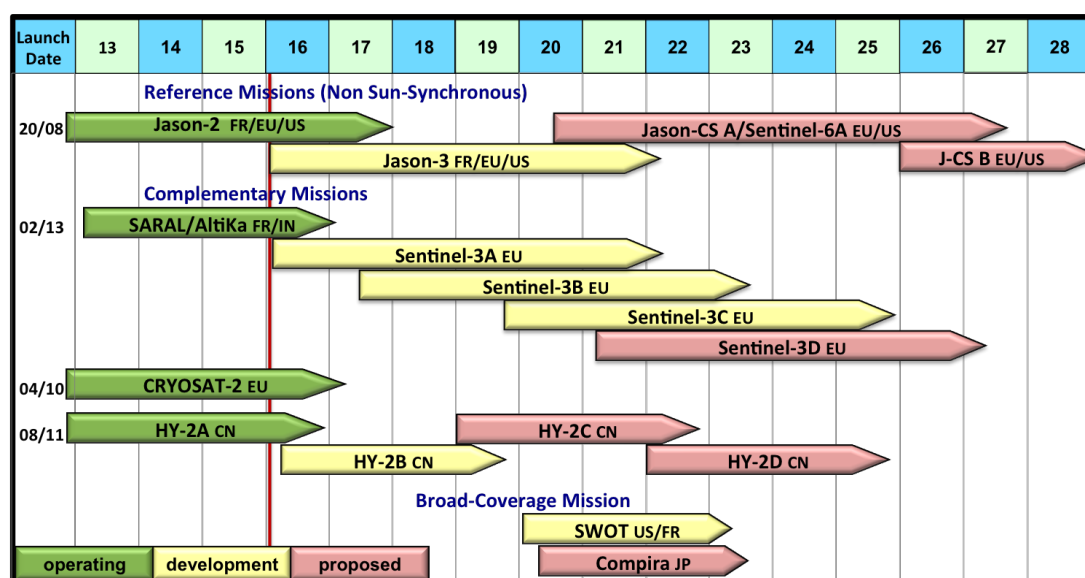 Launch Date 13 14 15 16 17 18 19 20 21 22 23 24 25 26 27 28
Reference Missions (Non Sun-Synchronous)
20/08 Jason-2 FR/EU/US Jason-CS A/Sentinel-6A EU/US
Jason-3 FR/EU/US J-CS B EU/US
Complementary Missions
02/13 SARAL/AltiKa FR/IN
Sentinel-3A EU
Sentinel-3B EU
Sentinel-3C EU
Sentinel-3D EU
04/10 CRYOSAT-2 EU
08/11 HY-2A CN HY-2C CN
HY-2B CN HY-2D CN
Broad-Coverage Mission
SWOT US/FR
operating development proposed Compira JP